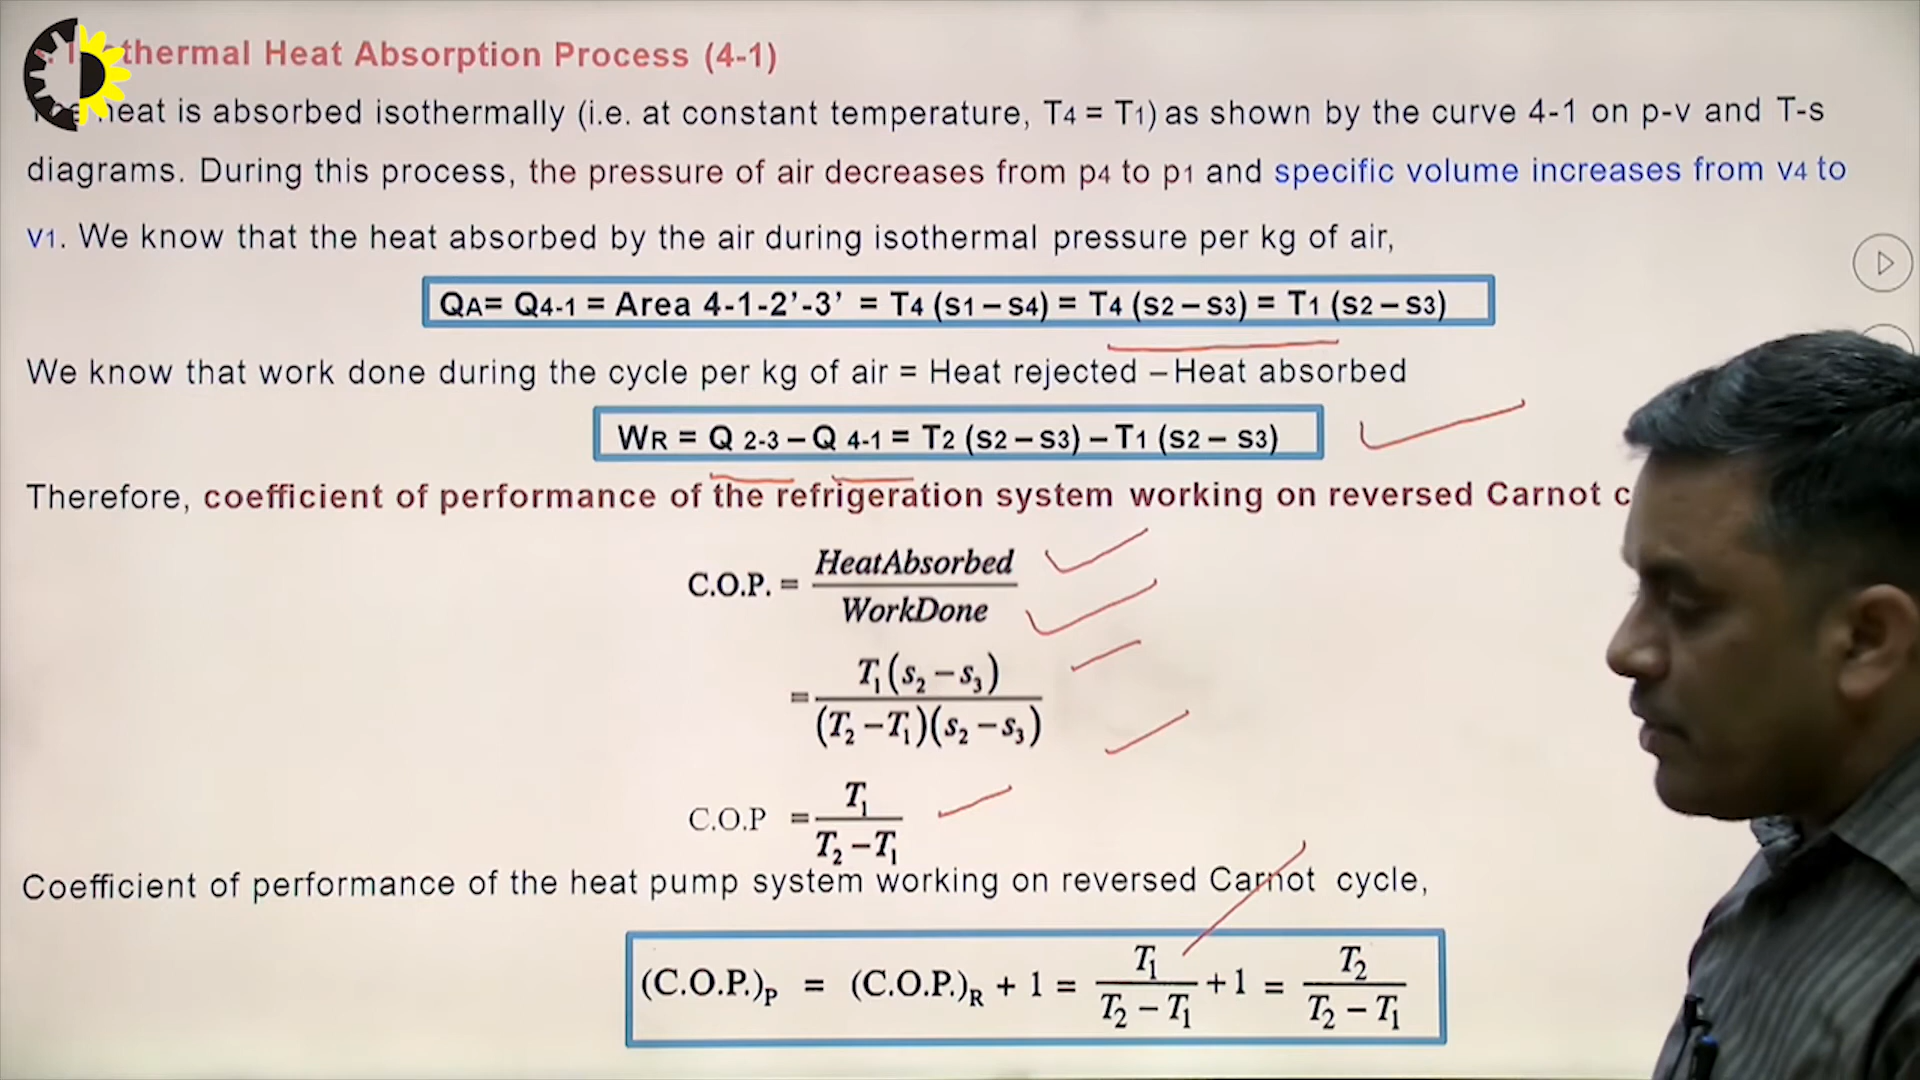 Isothermal Heat Absorption Process (4-1)
heat is absorbed isothermally (i.e. at constant temperature, T4 = T1) as shown by the curve 4-1 on p-v and T-s
diagrams. During this process, the pressure of air decreases from p4 to p1 and specific volume increases from v4 to
v1. We know that the heat absorbed by the air during isothermal pressure per kg of air,
QA= Q4-1 = Area 4-1-2’-3’ = T4 (s1 – s4) = T4 (s2 – s3) = T1 (s2 – s3)
We know that work done during the cycle per kg of air = Heat rejected – Heat absorbed
WR = Q 2-3 – Q 4-1 = T2 (s2 – s3) – T1 (s2 – s3)
Therefore, coefficient of performance of the refrigeration system working on reversed Carnot c
C.O.P. = HeatAbsorbed / WorkDone
= T1(s2 – s3) / (T2 – T1)(s2 – s3)
C.O.P = T1 / T2 – T1
Coefficient of performance of the heat pump system working on reversed Carnot cycle,
(C.O.P.)P = (C.O.P.)R + 1 = T1 / T2 – T1 +1 = T2 / T2 – T1